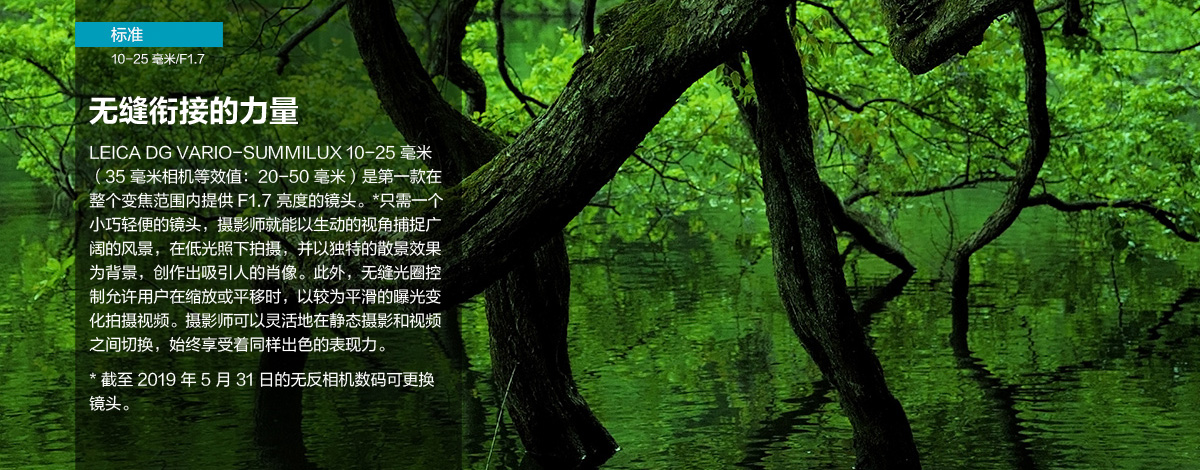 标准
10-25 毫米/F1.7
无缝衔接的力量
LEICA DG VARIO-SUMMILUX 10-25 毫米
（35 毫米相机等效值：20-50 毫米）是第一款在
整个变焦范围内提供 F1.7 亮度的镜头。*只需一个
小巧轻便的镜头，摄影师就能以生动的视角捕捉广
阔的风景，在低光照下拍摄，并以独特的散景效果
为背景，创作出吸引人的肖像。此外，无缝光圈控
制允许用户在缩放或平移时，以较为平滑的曝光变
化拍摄视频。摄影师可以灵活地在静态摄影和视频
之间切换，始终享受着同样出色的表现力。
* 截至 2019 年 5 月 31 日的无反相机数码可更换
镜头。